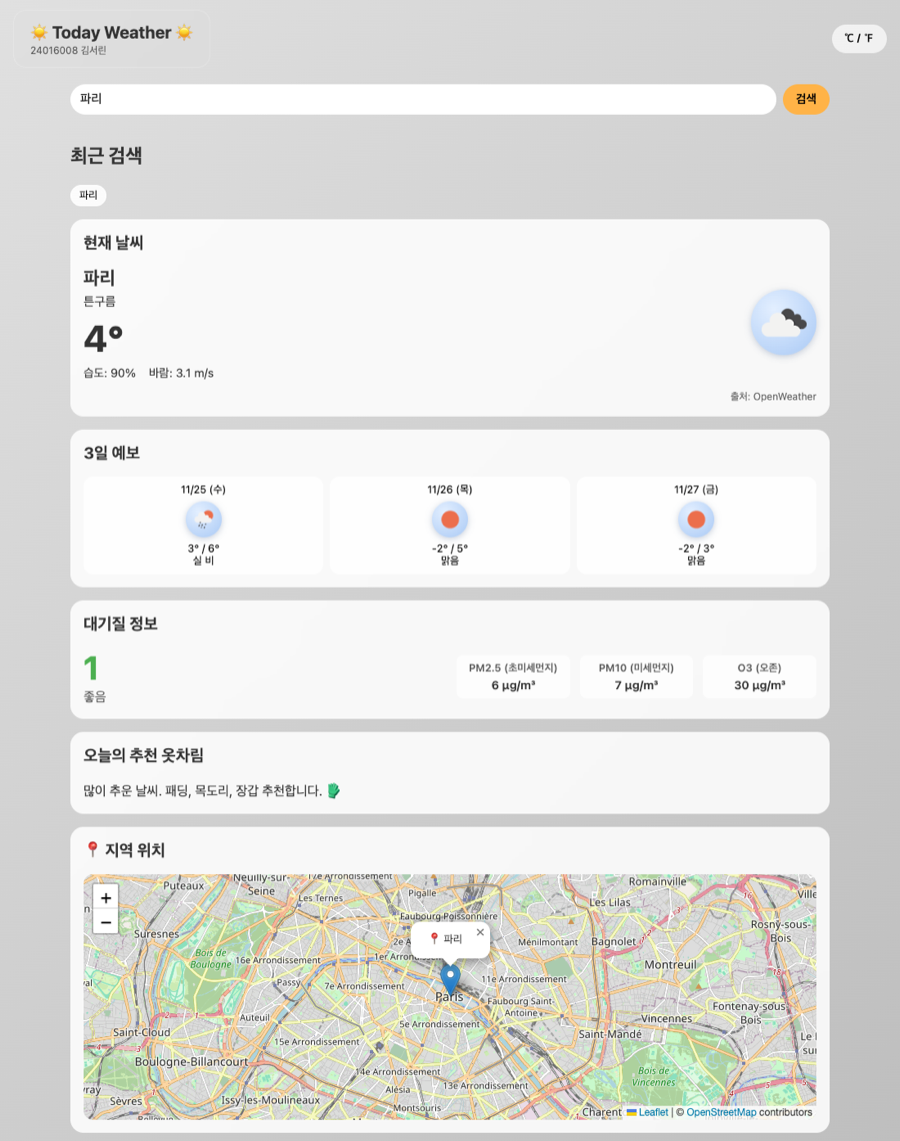 ☀️ Today Weather ☀️
24016008 김서린
℃ / ℉
파리
검색
최근 검색
파리
현재 날씨
파리
튼구름
4°
습도: 90% 바람: 3.1 m/s
출처: OpenWeather
3일 예보
11/25 (수)
3° / 6°
실 비
11/26 (목)
-2° / 5°
맑음
11/27 (금)
-2° / 3°
맑음
대기질 정보
1
좋음
PM2.5 (초미세먼지)
6 μg/m³
PM10 (미세먼지)
7 μg/m³
O3 (오존)
30 μg/m³
오늘의 추천 옷차림
많이 추운 날씨. 패딩, 목도리, 장갑 추천합니다. 🧤
📍 지역 위치
+
−
Puteaux
Neuilly-sur-
Seine
17e Arrondissement
Les Ternes
Pigalle
Faubourg Poissonnière
Romainville
Les Lilas
Ville
Suresnes
Bois de
Boulogne
16e Arrondissement
Passy
📍 파리
×
Ménilmontant
Bagnolet
Rosny-sous-
Bois
Montreuil
7e Arrondissement
11e Arrondissement
Paris
Faubourg Saint-
Antoine
Vincennes
Fontenay-sous-
Bois
Auteuil
5e Arrondissement
Saint-Cloud
Saint-Mandé
15e Arrondissement
Boulogne-Billancourt
14e Arrondissement
Alésia
13e Arrondissement
Bois de
Vincennes
Sèvres
Issy-les-Moulineaux
Montsouris
Charent
Leaflet | © OpenStreetMap contributors